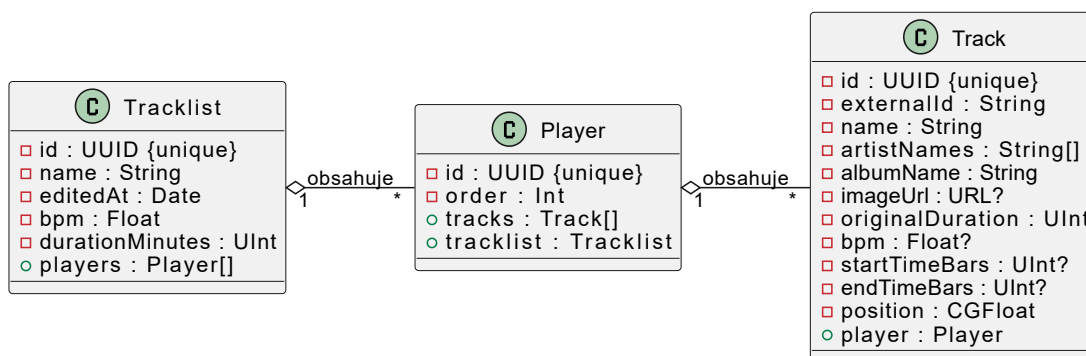 C Tracklist
id : UUID {unique}
name : String
editedAt : Date
bpm : Float
durationMinutes : UInt
players : Player[]
obsahuje
1
*
C Player
id : UUID {unique}
order : Int
tracks : Track[]
tracklist : Tracklist
obsahuje
1
*
C Track
id : UUID {unique}
externalId : String
name : String
artistNames : String[]
albumName : String
imageUrl : URL?
originalDuration : UInt
bpm : Float?
startTimeBars : UInt?
endTimeBars : UInt?
position : CGFloat
player : Player